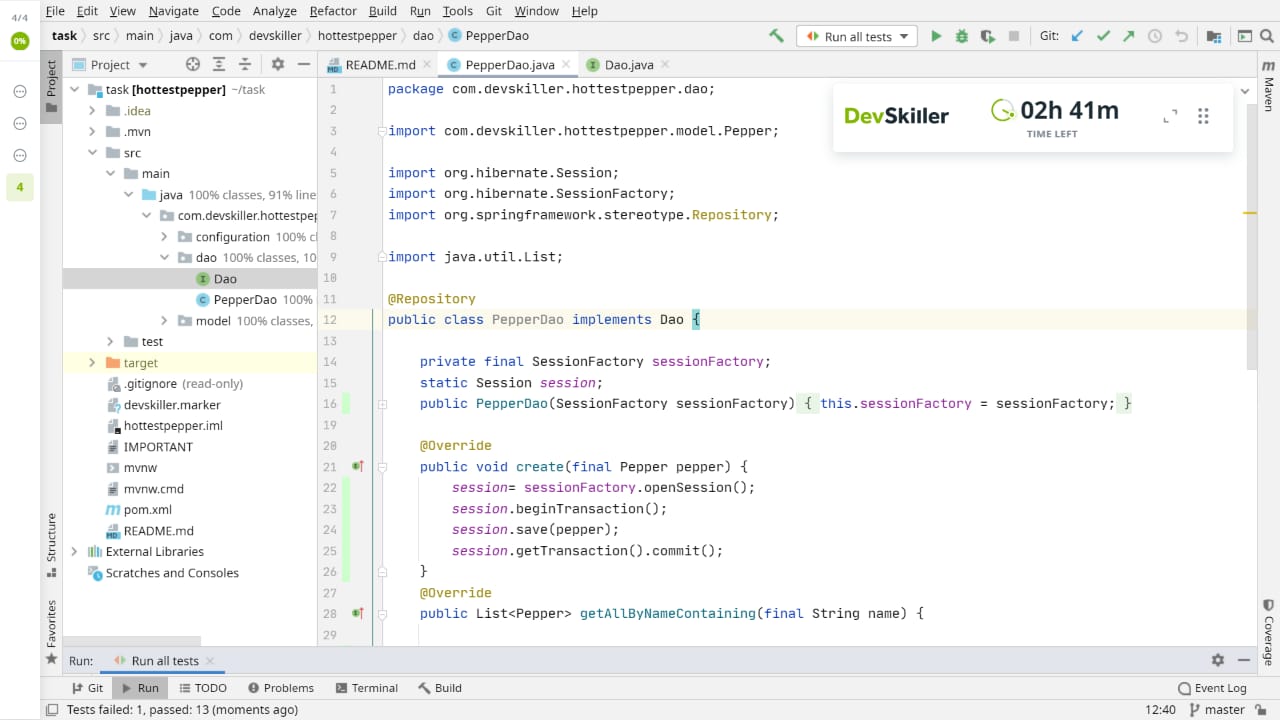 4/4
0%
4
File Edit View Navigate Code Analyze Refactor Build Run Tools Git Window Help
task src main java com devskiller hottestpepper dao PepperDao
Run all tests
Git:
Project
Project
README.md
PepperDao.java
Dao.java
task [hottestpepper] ~/task
.idea
.mvn
src
main
java 100% classes, 91% line
com.devskiller.hottestpep
configuration 100% cl
dao 100% classes, 10
Dao
PepperDao 100%
model 100% classes,
test
target
.gitignore (read-only)
devskiller.marker
hottestpepper.iml
IMPORTANT
mvnw
mvnw.cmd
pom.xml
README.md
External Libraries
Scratches and Consoles
Structure
Favorites
1 package com.devskiller.hottestpepper.dao;
2
3 import com.devskiller.hottestpepper.model.Pepper;
4
5 import org.hibernate.Session;
6 import org.hibernate.SessionFactory;
7 import org.springframework.stereotype.Repository;
8
9 import java.util.List;
10
11 @Repository
12 public class PepperDao implements Dao {
13
14 private final SessionFactory sessionFactory;
15 static Session session;
16 public PepperDao(SessionFactory sessionFactory) { this.sessionFactory = sessionFactory; }
19
20 @Override
21 public void create(final Pepper pepper) {
22 session= sessionFactory.openSession();
23 session.beginTransaction();
24 session.save(pepper);
25 session.getTransaction().commit();
26 }
27 @Override
28 public List<Pepper> getAllByNameContaining(final String name) {
29
DevSkiller
02h 41m
TIME LEFT
m Maven
Coverage
Run: Run all tests
Git Run TODO Problems Terminal Build Event Log
Tests failed: 1, passed: 13 (moments ago) 12:40 master